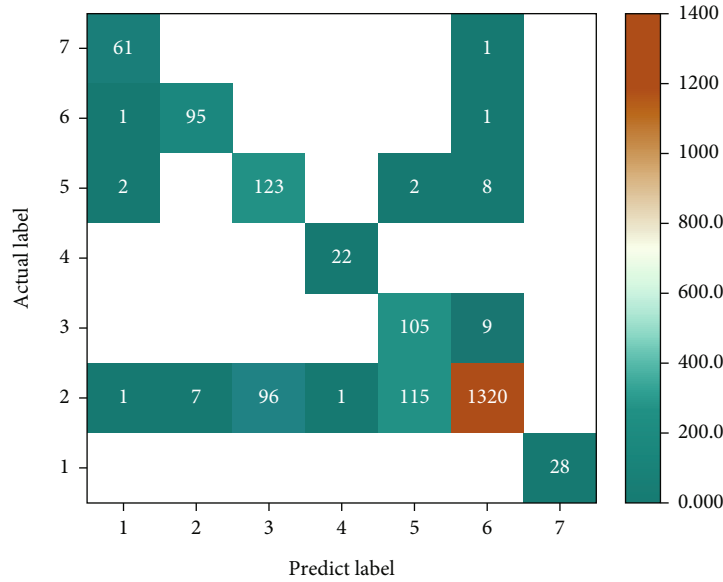 7 61 1 1400
6 1 95 1 1200
5 2 123 2 8 1000
4 22 800.0
3 105 9 600.0
2 1 7 96 1 115 1320 400.0
1 28 200.0
0.000
Actual label
1 2 3 4 5 6 7
Predict label